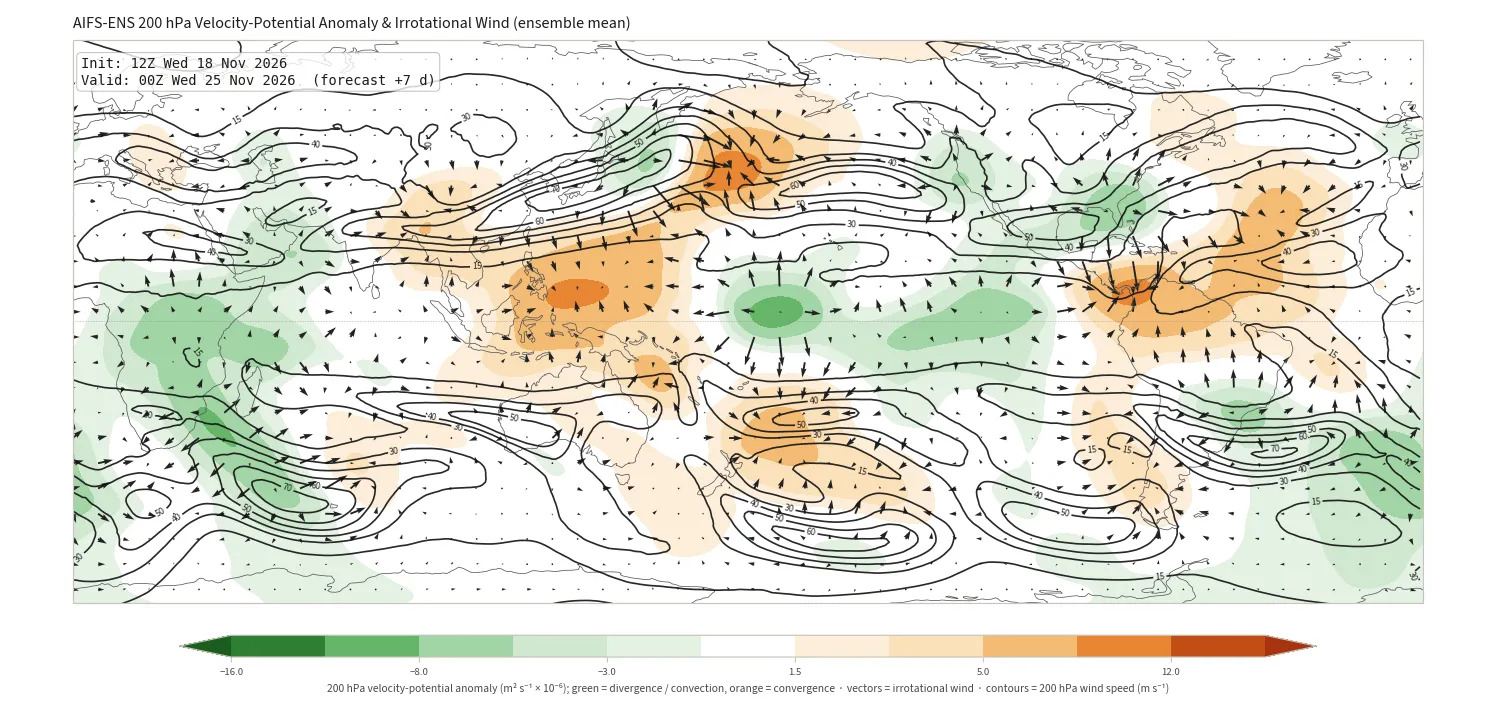 AIFS-ENS 200 hPa Velocity-Potential Anomaly & Irrotational Wind (ensemble mean)
Init: 12Z Wed 18 Nov 2026
Valid: 00Z Wed 25 Nov 2026 (forecast +7 d)
−16.0 −8.0 −3.0 1.5 5.0 12.0
200 hPa velocity-potential anomaly (m² s⁻¹ × 10⁻⁶); green = divergence / convection, orange = convergence · vectors = irrotational wind · contours = 200 hPa wind speed (m s⁻¹)